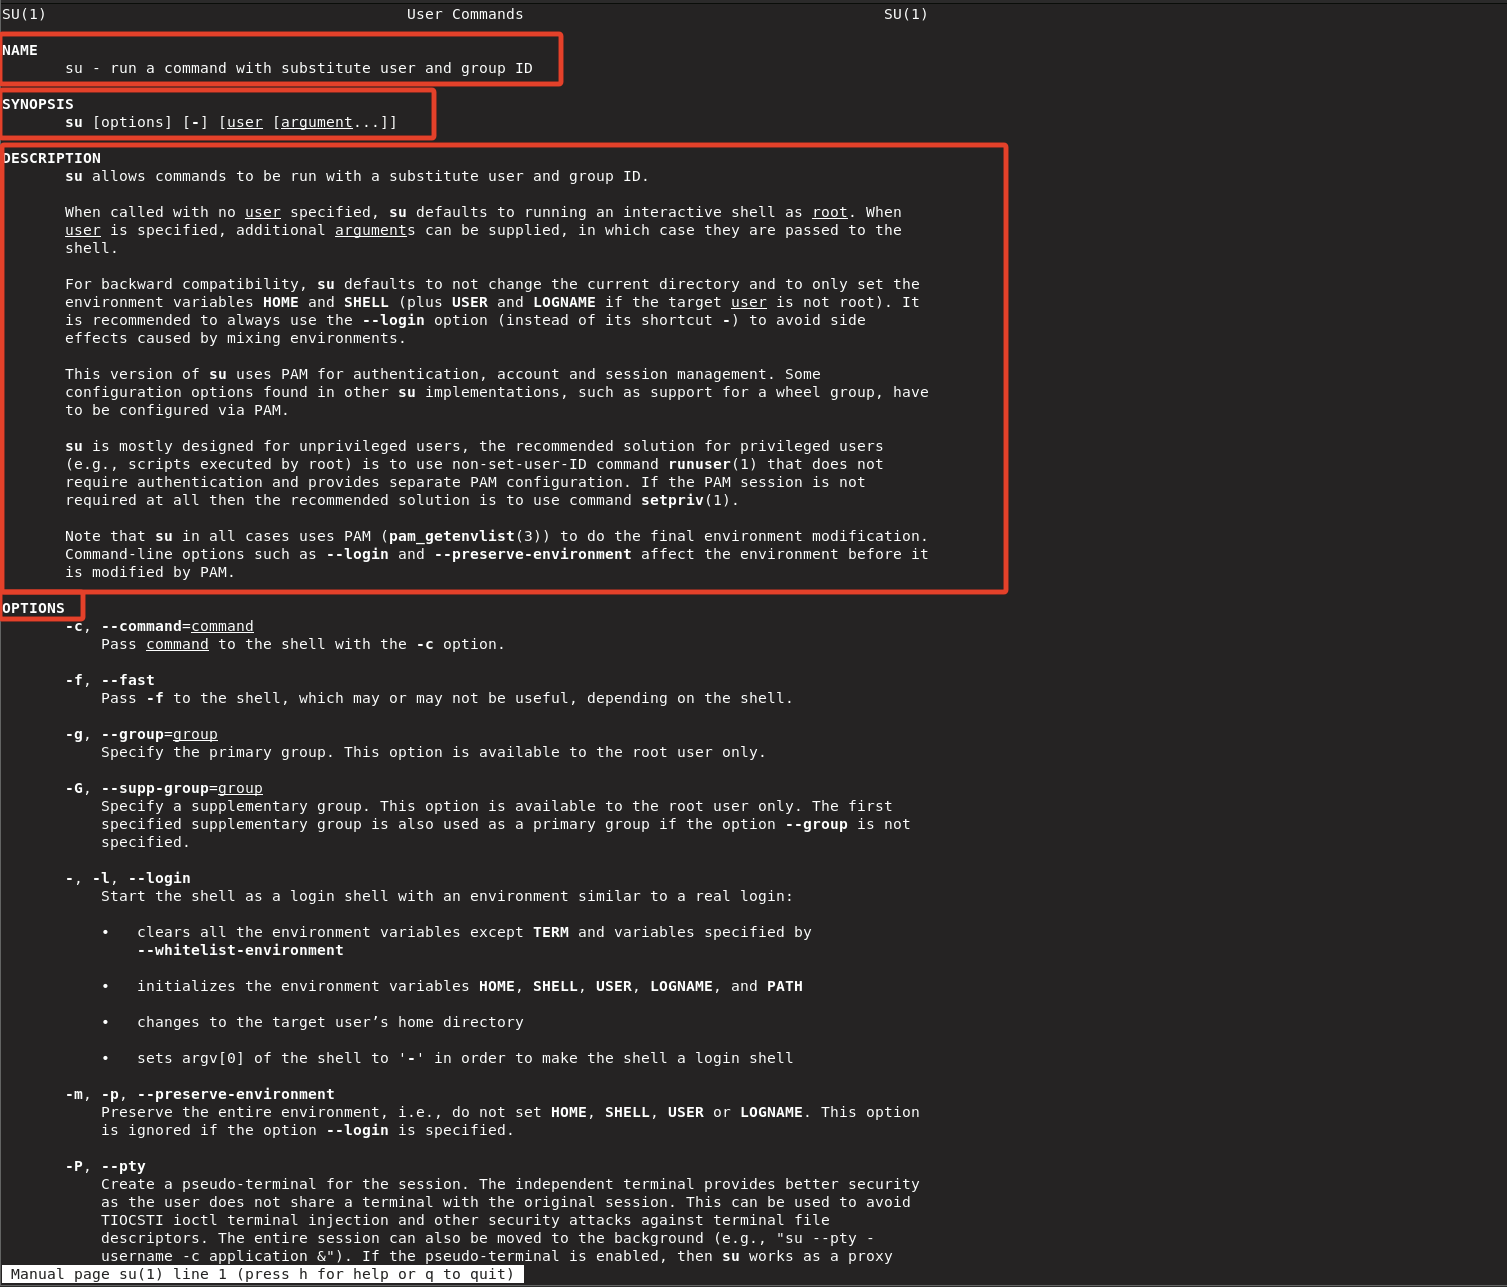 SU(1) User Commands SU(1)
NAME
su - run a command with substitute user and group ID
SYNOPSIS
su [options] [-] [user [argument...]]
DESCRIPTION
su allows commands to be run with a substitute user and group ID.
When called with no user specified, su defaults to running an interactive shell as root. When
user is specified, additional arguments can be supplied, in which case they are passed to the
shell.
For backward compatibility, su defaults to not change the current directory and to only set the
environment variables HOME and SHELL (plus USER and LOGNAME if the target user is not root). It
is recommended to always use the --login option (instead of its shortcut -) to avoid side
effects caused by mixing environments.
This version of su uses PAM for authentication, account and session management. Some
configuration options found in other su implementations, such as support for a wheel group, have
to be configured via PAM.
su is mostly designed for unprivileged users, the recommended solution for privileged users
(e.g., scripts executed by root) is to use non-set-user-ID command runuser(1) that does not
require authentication and provides separate PAM configuration. If the PAM session is not
required at all then the recommended solution is to use command setpriv(1).
Note that su in all cases uses PAM (pam_getenvlist(3)) to do the final environment modification.
Command-line options such as --login and --preserve-environment affect the environment before it
is modified by PAM.
OPTIONS
-c, --command=command
Pass command to the shell with the -c option.
-f, --fast
Pass -f to the shell, which may or may not be useful, depending on the shell.
-g, --group=group
Specify the primary group. This option is available to the root user only.
-G, --supp-group=group
Specify a supplementary group. This option is available to the root user only. The first
specified supplementary group is also used as a primary group if the option --group is not
specified.
-, -l, --login
Start the shell as a login shell with an environment similar to a real login:
• clears all the environment variables except TERM and variables specified by
--whitelist-environment
• initializes the environment variables HOME, SHELL, USER, LOGNAME, and PATH
• changes to the target user’s home directory
• sets argv[0] of the shell to '-' in order to make the shell a login shell
-m, -p, --preserve-environment
Preserve the entire environment, i.e., do not set HOME, SHELL, USER or LOGNAME. This option
is ignored if the option --login is specified.
-P, --pty
Create a pseudo-terminal for the session. The independent terminal provides better security
as the user does not share a terminal with the original session. This can be used to avoid
TIOCSTI ioctl terminal injection and other security attacks against terminal file
descriptors. The entire session can also be moved to the background (e.g., "su --pty -
username -c application &"). If the pseudo-terminal is enabled, then su works as a proxy
Manual page su(1) line 1 (press h for help or q to quit)